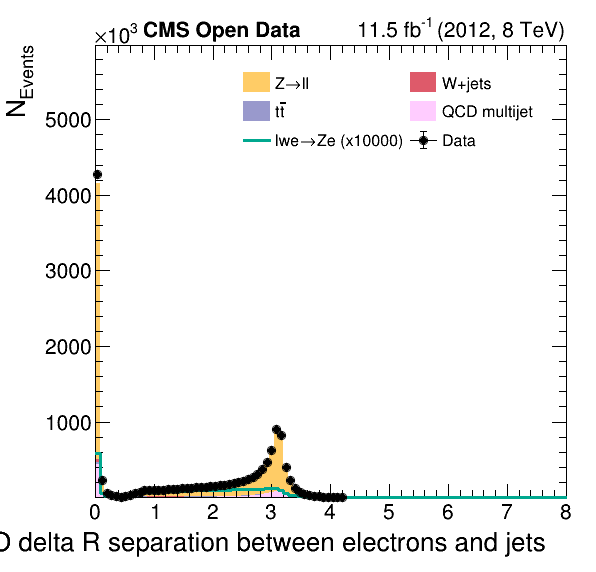 ×10³ CMS Open Data 11.5 fb⁻¹ (2012, 8 TeV)
N_Events
Z→ll W+jets
tt̄ QCD multijet
lwe→Ze (x10000) Data
5000
4000
3000
2000
1000
0 1 2 3 4 5 6 7 8
delta R separation between electrons and jets